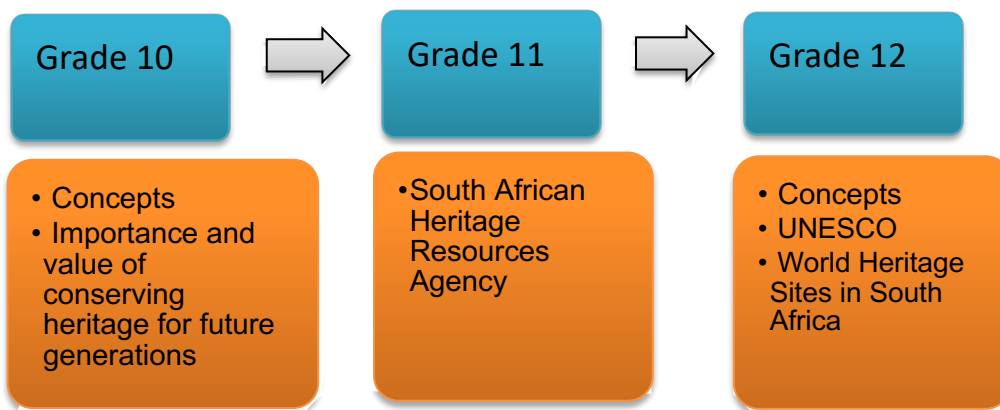 Grade 10
Grade 11
Grade 12
• Concepts
• Importance and
value of
conserving
heritage for future
generations
•South African
Heritage
Resources
Agency
• Concepts
• UNESCO
• World Heritage
Sites in South
Africa